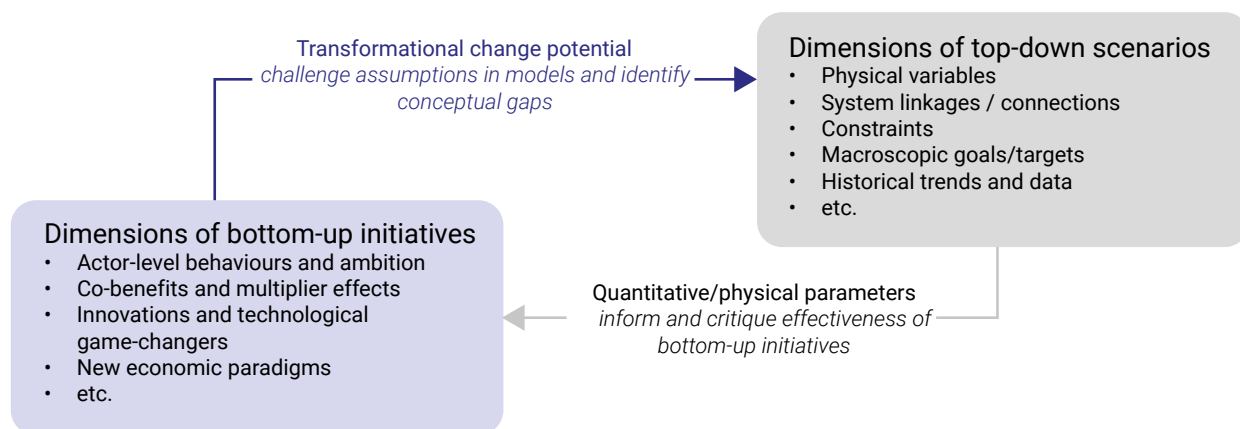 Transformational change potential
challenge assumptions in models and identify
conceptual gaps
Dimensions of top-down scenarios
• Physical variables
• System linkages / connections
• Constraints
• Macroscopic goals/targets
• Historical trends and data
• etc.
Dimensions of bottom-up initiatives
• Actor-level behaviours and ambition
• Co-benefits and multiplier effects
• Innovations and technological
game-changers
• New economic paradigms
• etc.
Quantitative/physical parameters
inform and critique effectiveness of
bottom-up initiatives